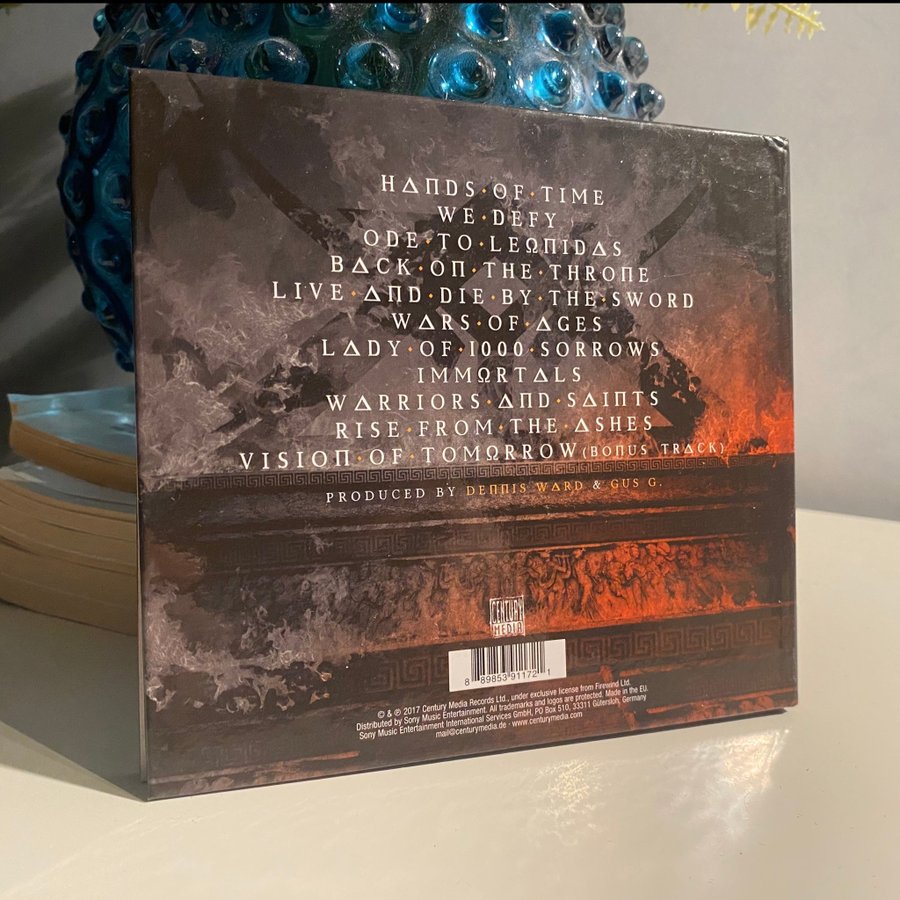 HANDS·OF·TIME
WE·DEFY
ODE·TO·LEΩNIDAS
BACK·ON·THE·THRONE
LIVE·AND·DIE·BY·THE·SWORD
WARS·OF·AGES
LADY·OF·1000·SORROWS
IMMΩRTALS
WARRIORS·AND·SAINTS
RISE·FROM·THE·ASHES
VISION·OF·TOMΩRROW (BONUS TRACK)
PRODUCED BY DENNIS WARD & GUS G.
CENTURY
MEDIA
8 89853 91172 1
© & ℗ 2017 Century Media Records Ltd., under exclusive license from Firewind Ltd.
Distributed by Sony Music Entertainment. All trademarks and logos are protected. Made in the EU.
Sony Music Entertainment International Services GmbH, PO Box 510, 33311 Gütersloh, Germany
mail@centurymedia.de · www.centurymedia.com